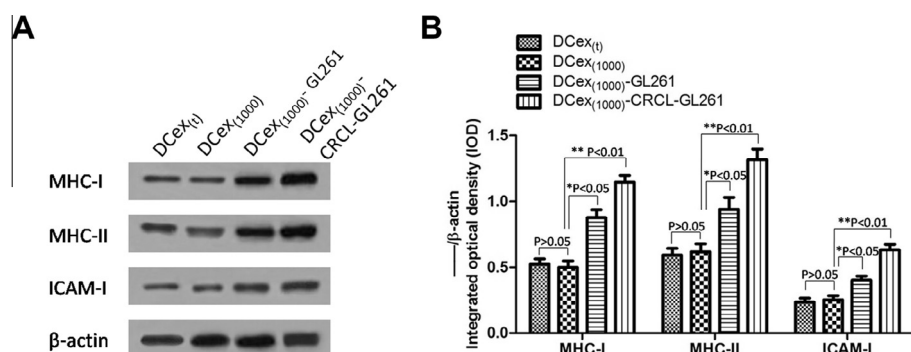 A
DCex(t)
DCex(1000)
DCex(1000)- GL261
DCex(1000)-
CRCL-GL261
MHC-I
MHC-II
ICAM-I
β-actin
B
DCex(t)
DCex(1000)
DCex(1000)-GL261
DCex(1000)-CRCL-GL261
——/β-actin
Integrated optical density (IOD)
1.5
1.0
0.5
0.0
P>0.05
** P<0.01
*P<0.05
P>0.05
**P<0.01
*P<0.05
P>0.05
**P<0.01
*P<0.05
MHC-I
MHC-II
ICAM-I